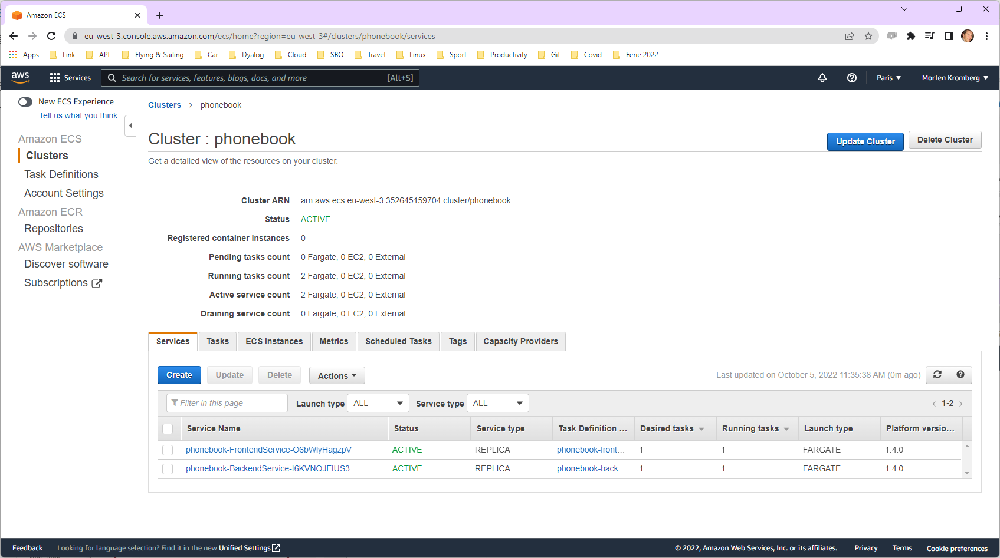 Amazon ECS
eu-west-3.console.aws.amazon.com/ecs/home?region=eu-west-3#/clusters/phonebook/services
Apps Link APL Flying & Sailing Car Dyalog Cloud SBO Travel Linux Sport Productivity Git Covid Ferie 2022
aws Services Search for services, features, blogs, docs, and more [Alt+S] Paris Morten Kromberg
New ECS Experience
Tell us what you think
Amazon ECS
Clusters
Task Definitions
Account Settings
Amazon ECR
Repositories
AWS Marketplace
Discover software
Subscriptions
Clusters phonebook
Cluster : phonebook
Update Cluster Delete Cluster
Get a detailed view of the resources on your cluster.
Cluster ARN arn:aws:ecs:eu-west-3:352645159704:cluster/phonebook
Status ACTIVE
Registered container instances 0
Pending tasks count 0 Fargate, 0 EC2, 0 External
Running tasks count 2 Fargate, 0 EC2, 0 External
Active service count 2 Fargate, 0 EC2, 0 External
Draining service count 0 Fargate, 0 EC2, 0 External
Services Tasks ECS Instances Metrics Scheduled Tasks Tags Capacity Providers
Create Update Delete Actions Last updated on October 5, 2022 11:35:38 AM (0m ago)
Filter in this page Launch type ALL Service type ALL 1-2
Service Name Status Service type Task Definition ... Desired tasks Running tasks Launch type Platform versio...
phonebook-FrontendService-O6bWlyHagzpV ACTIVE REPLICA phonebook-front... 1 1 FARGATE 1.4.0
phonebook-BackendService-t6KVNQJFIUS3 ACTIVE REPLICA phonebook-back... 1 1 FARGATE 1.4.0
Feedback Looking for language selection? Find it in the new Unified Settings © 2022, Amazon Web Services, Inc. or its affiliates. Privacy Terms Cookie preferences